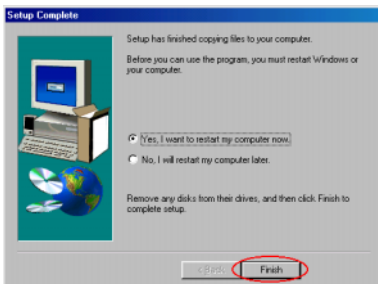 Setup Complete
Setup has finished copying files to your computer.
Before you can use the program, you must restart Windows or
your computer.
Yes, I want to restart my computer now.
No, I will restart my computer later.
Remove any disks from their drives, and then click Finish to
complete setup.
< Back
Finish